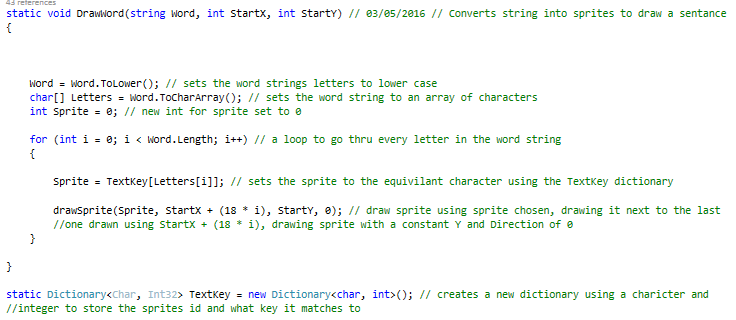 43 references
static void DrawWord(string Word, int StartX, int StartY) // 03/05/2016 // Converts string into sprites to draw a sentance
{
Word = Word.ToLower(); // sets the word strings letters to lower case
char[] Letters = Word.ToCharArray(); // sets the word string to an array of characters
int Sprite = 0; // new int for sprite set to 0
for (int i = 0; i < Word.Length; i++) // a loop to go thru every letter in the word string
{
Sprite = TextKey[Letters[i]]; // sets the sprite to the equivilant character using the TextKey dictionary
drawSprite(Sprite, StartX + (18 * i), StartY, 0); // draw sprite using sprite chosen, drawing it next to the last
//one drawn using StartX + (18 * i), drawing sprite with a constant Y and Direction of 0
}
}
static Dictionary<Char, Int32> TextKey = new Dictionary<char, int>(); // creates a new dictionary using a charicter and
//integer to store the sprites id and what key it matches to